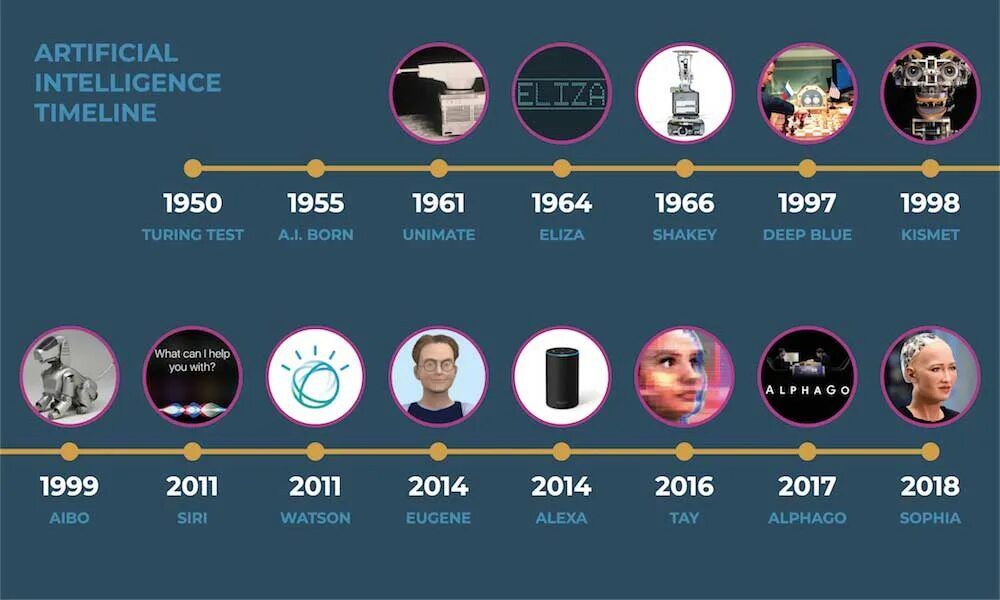 ARTIFICIAL
INTELLIGENCE
TIMELINE
ELIZA
1950
1955
1961
1964
1966
1997
1998
TURING TEST
A.I. BORN
UNIMATE
ELIZA
SHAKEY
DEEP BLUE
KISMET
What can I help
you with?
ALPHAGO
1999
2011
2011
2014
2014
2016
2017
2018
AIBO
SIRI
WATSON
EUGENE
ALEXA
TAY
ALPHAGO
SOPHIA